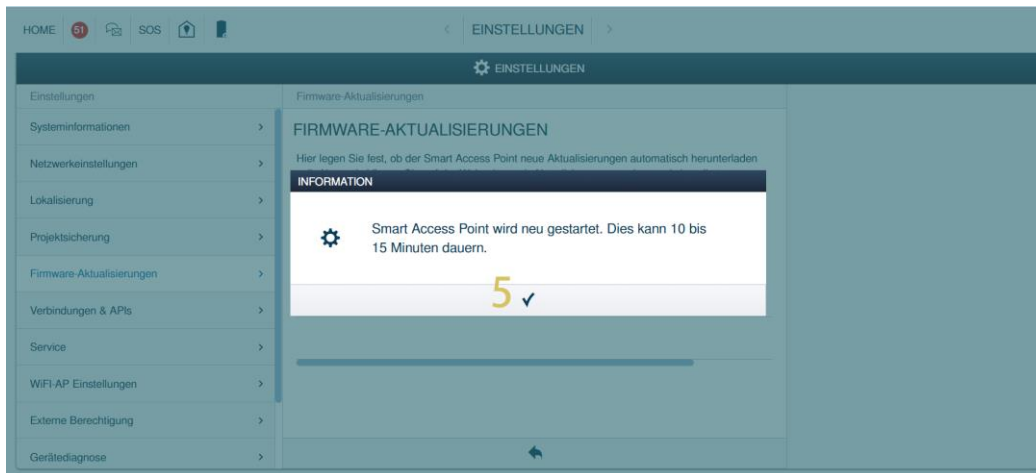 HOME 51 SOS EINSTELLUNGEN
EINSTELLUNGEN
Einstellungen
Systeminformationen
Netzwerkeinstellungen
Lokalisierung
Projektsicherung
Firmware-Aktualisierungen
Verbindungen & APIs
Service
WiFI-AP Einstellungen
Externe Berechtigung
Gerätediagnose
Firmware-Aktualisierungen
FIRMWARE-AKTUALISIERUNGEN
Hier legen Sie fest, ob der Smart Access Point neue Aktualisierungen automatisch herunterladen
INFORMATION
Smart Access Point wird neu gestartet. Dies kann 10 bis
15 Minuten dauern.
5